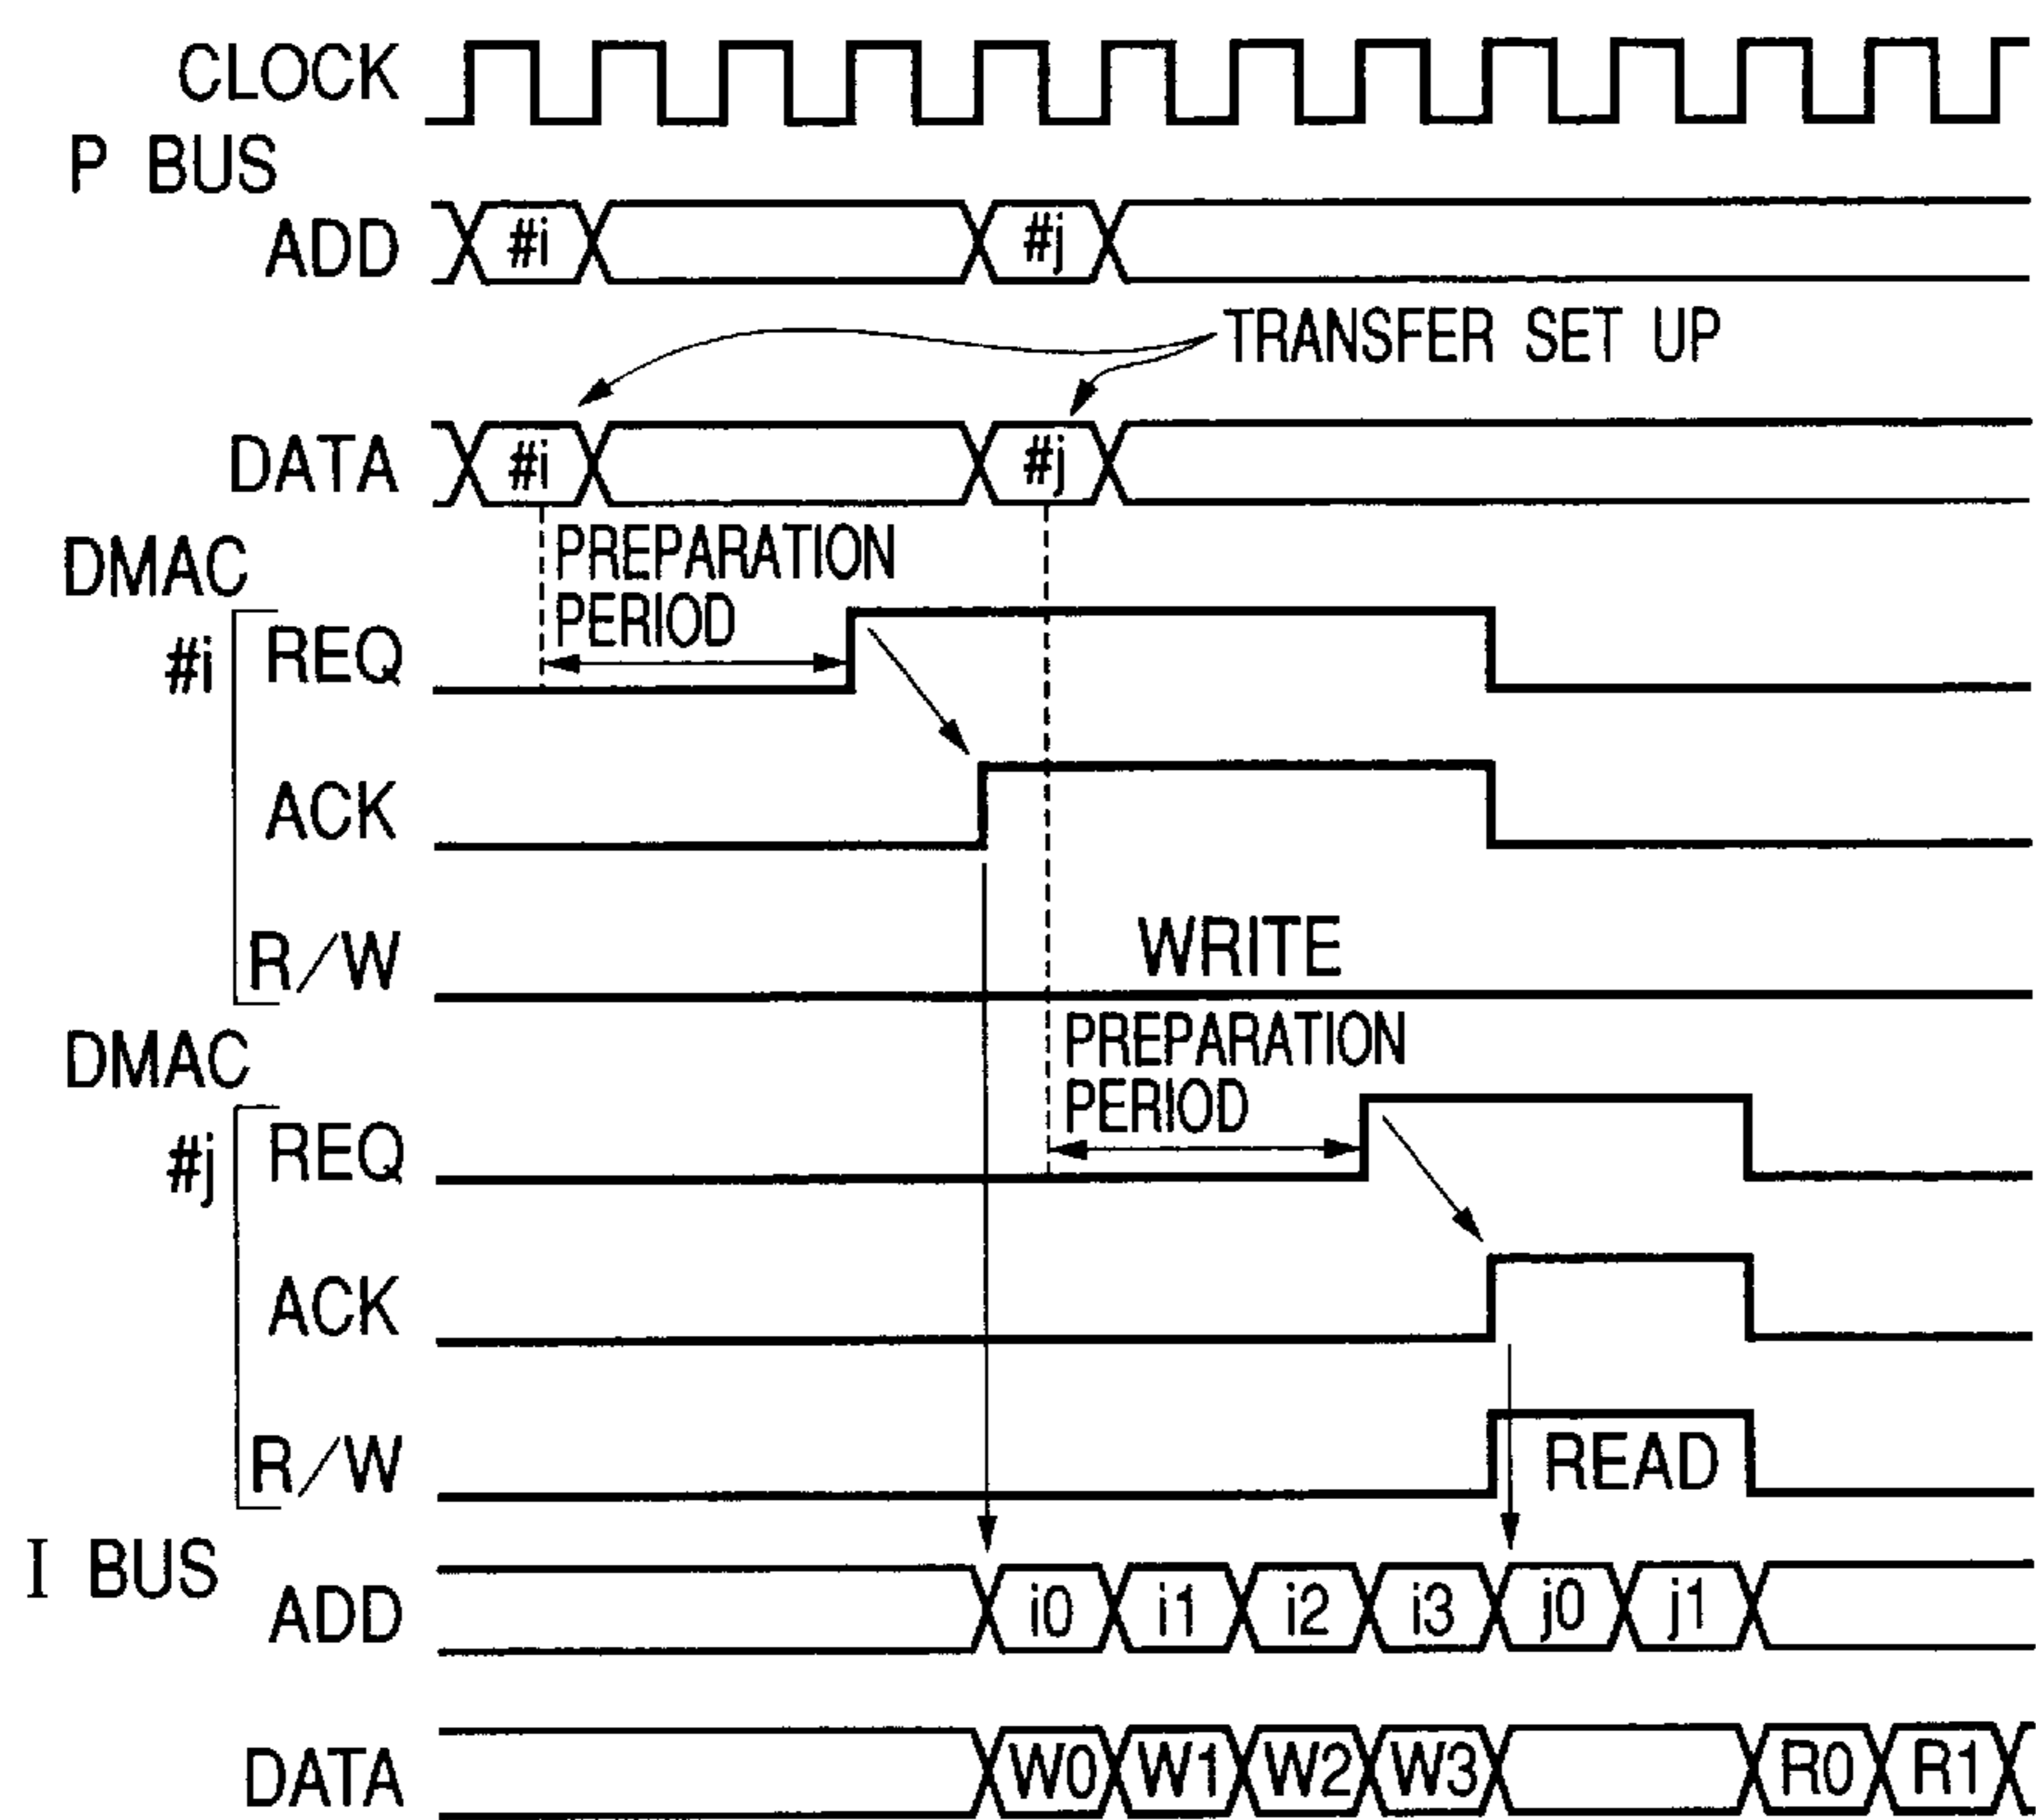 CLOCK
P BUS
ADD #i #j
TRANSFER SET UP
DATA #i #j
DMAC
PREPARATION
PERIOD
#i REQ
ACK
R/W WRITE
DMAC
PREPARATION
PERIOD
#j REQ
ACK
R/W READ
I BUS
ADD i0 i1 i2 i3 j0 j1
DATA W0 W1 W2 W3 R0 R1